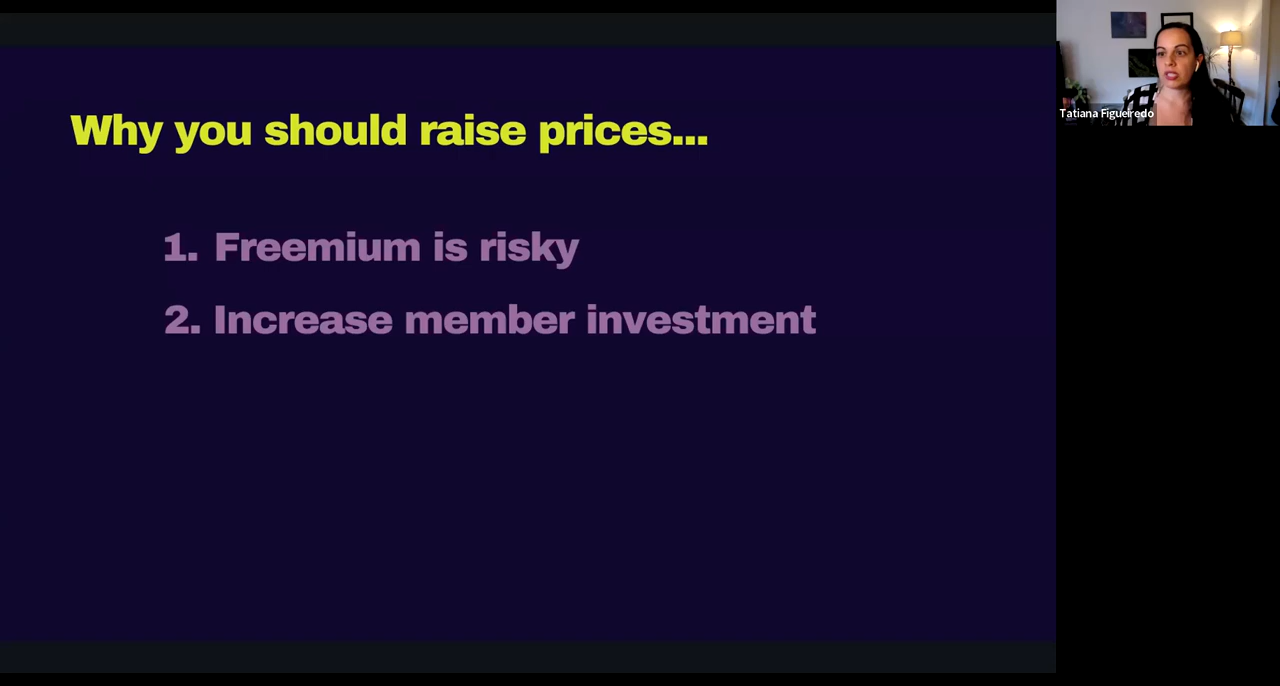 Why you should raise prices...
1. Freemium is risky
2. Increase member investment
Tatiana Figueiredo